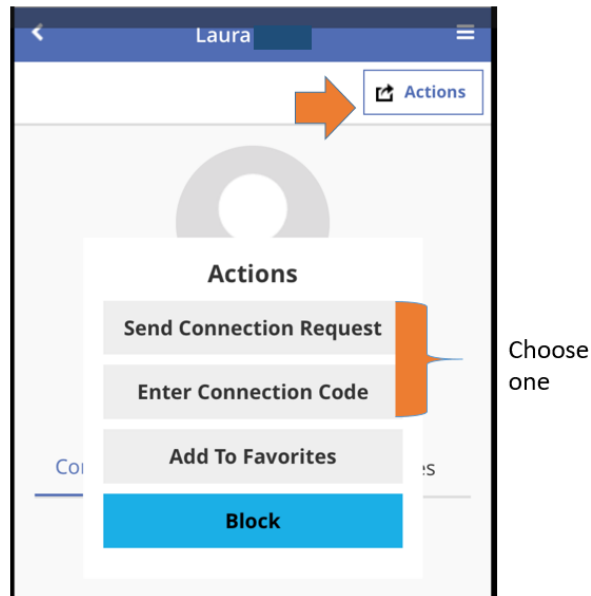 Laura
Actions
Actions
Send Connection Request
Enter Connection Code
Choose
one
Add To Favorites
Block